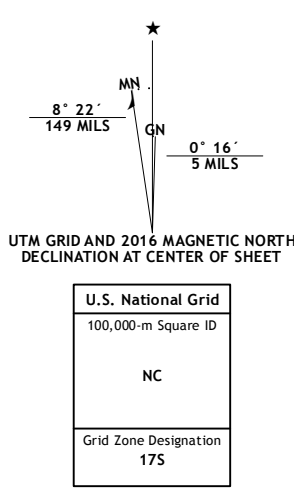 ★
MN
8° 22´
149 MILS
GN
0° 16´
5 MILS
UTM GRID AND 2016 MAGNETIC NORTH
DECLINATION AT CENTER OF SHEET
U.S. National Grid
100,000-m Square ID
NC
Grid Zone Designation
17S